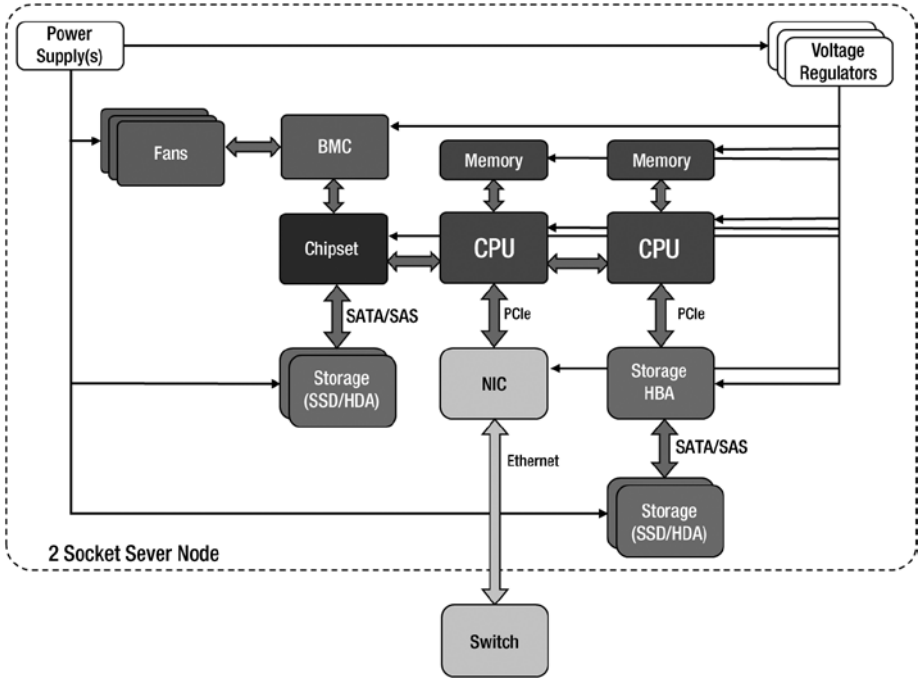 Power
Supply(s)
Voltage
Regulators
Fans
BMC
Memory
Memory
Chipset
CPU
CPU
SATA/SAS
PCIe
PCIe
Storage
(SSD/HDA)
NIC
Storage
HBA
Ethernet
SATA/SAS
Storage
(SSD/HDA)
2 Socket Sever Node
Switch